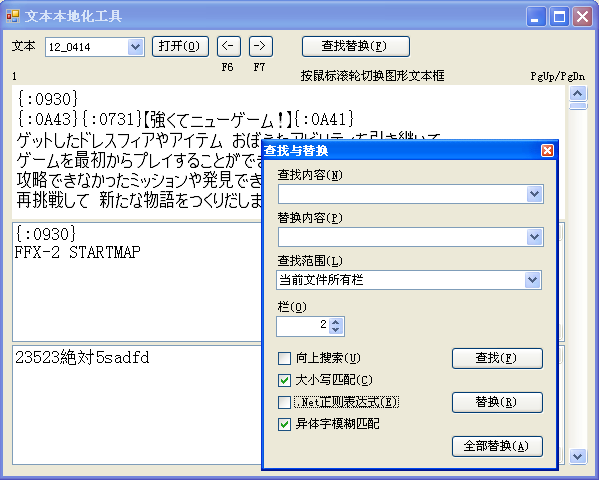 文本本地化工具
文本 12_0414 打开(O) <- -> 查找替换(F)
F6 F7
1 按鼠标滚轮切换图形文本框 PgUp/PgDn
{:0930}
{:0A43}{:0731}【強くてニューゲーム！】{:0A41}
ゲットしたドレスフィアやアイテム おぼえたアビリティを引き継いで
ゲームを最初からプレイすることができ
攻略できなかったミッションや発見でき
再挑戦して 新たな物語をつくりだしま
{:0930}
FFX-2 STARTMAP
23523絶対5sadfd
查找与替换
查找内容(N)
替换内容(P)
查找范围(L)
当前文件所有栏
栏(O)
2
向上搜索(U) 查找(F)
大小写匹配(C)
.Net正则表达式(E) 替换(R)
异体字模糊匹配
全部替换(A)